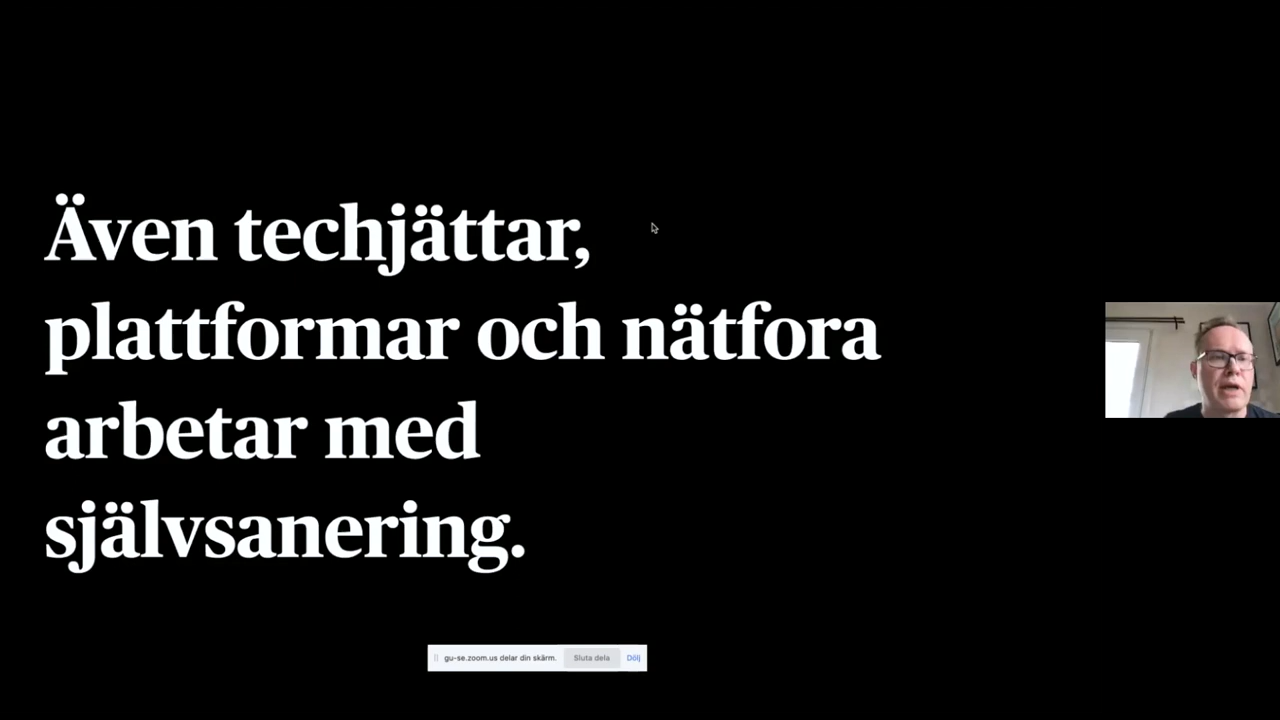 Även techjättar,
plattformar och nätfora
arbetar med
självsanering.
gu-se.zoom.us delar din skärm. Sluta dela Dölj